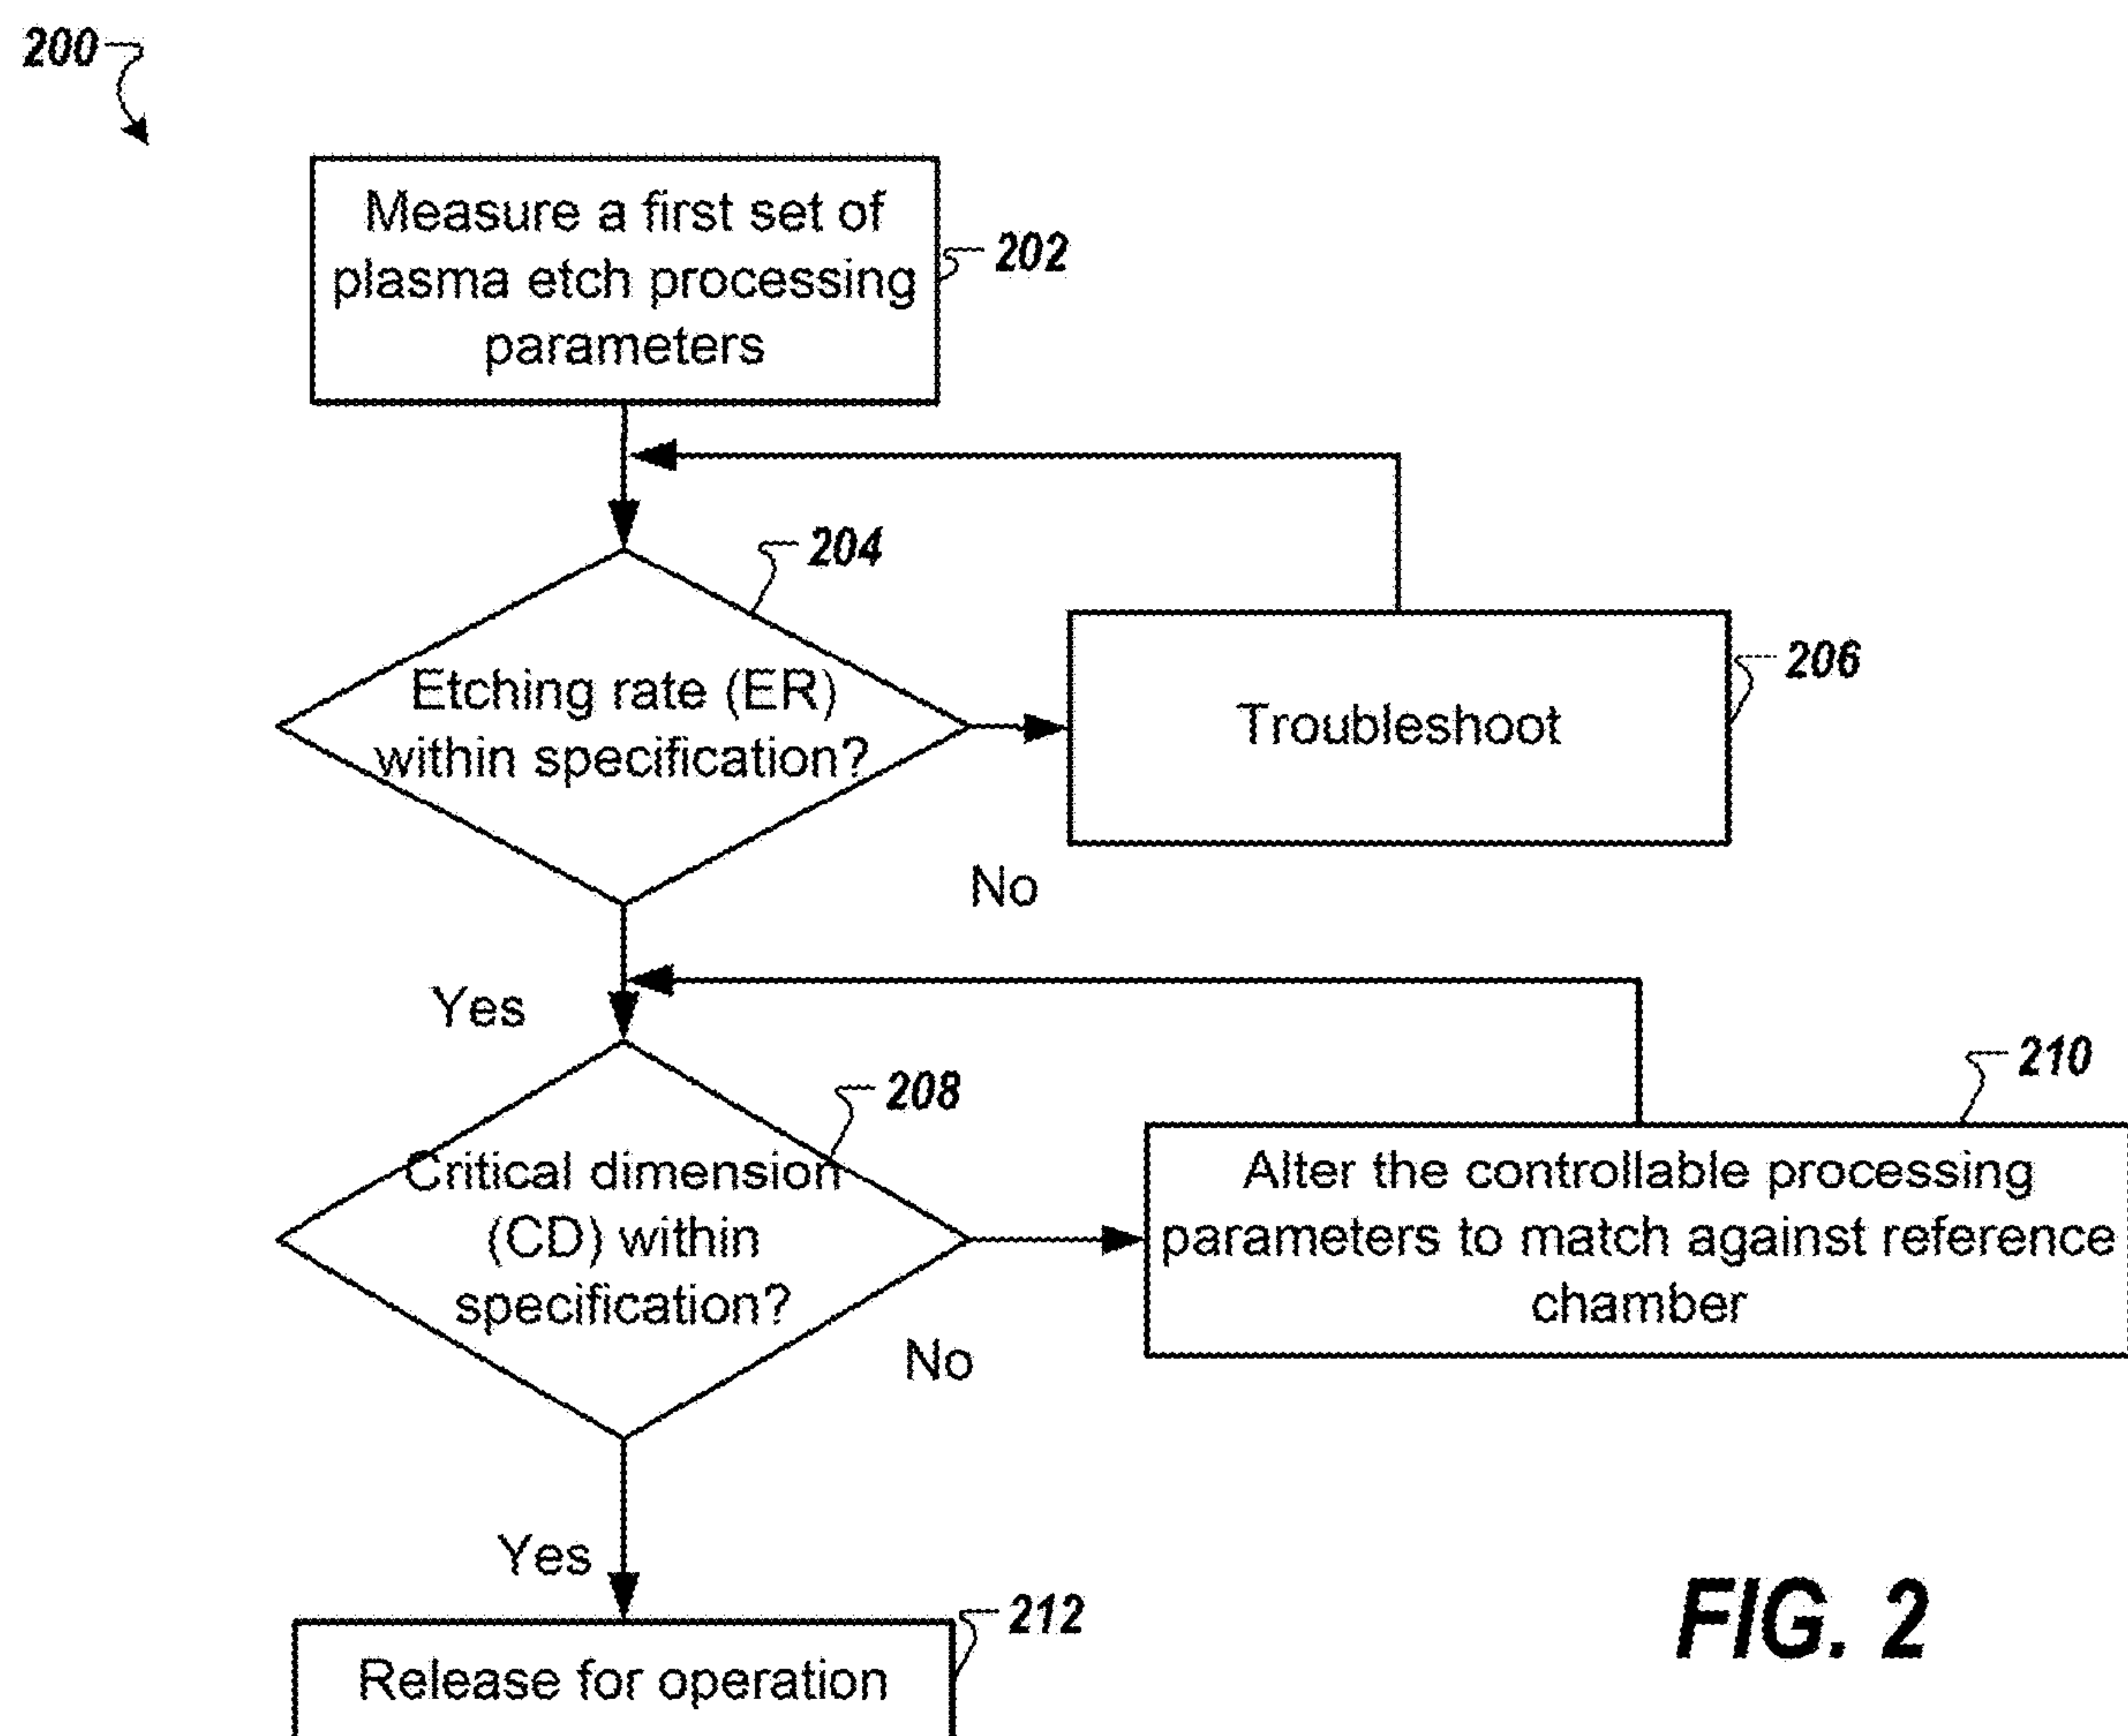 200
Measure a first set of
plasma etch processing
parameters
202
204
Etching rate (ER)
within specification?
Troubleshoot
206
No
Yes
208
Critical dimension
(CD) within
specification?
210
Alter the controllable processing
parameters to match against reference
chamber
No
Yes
212
Release for operation
FIG. 2